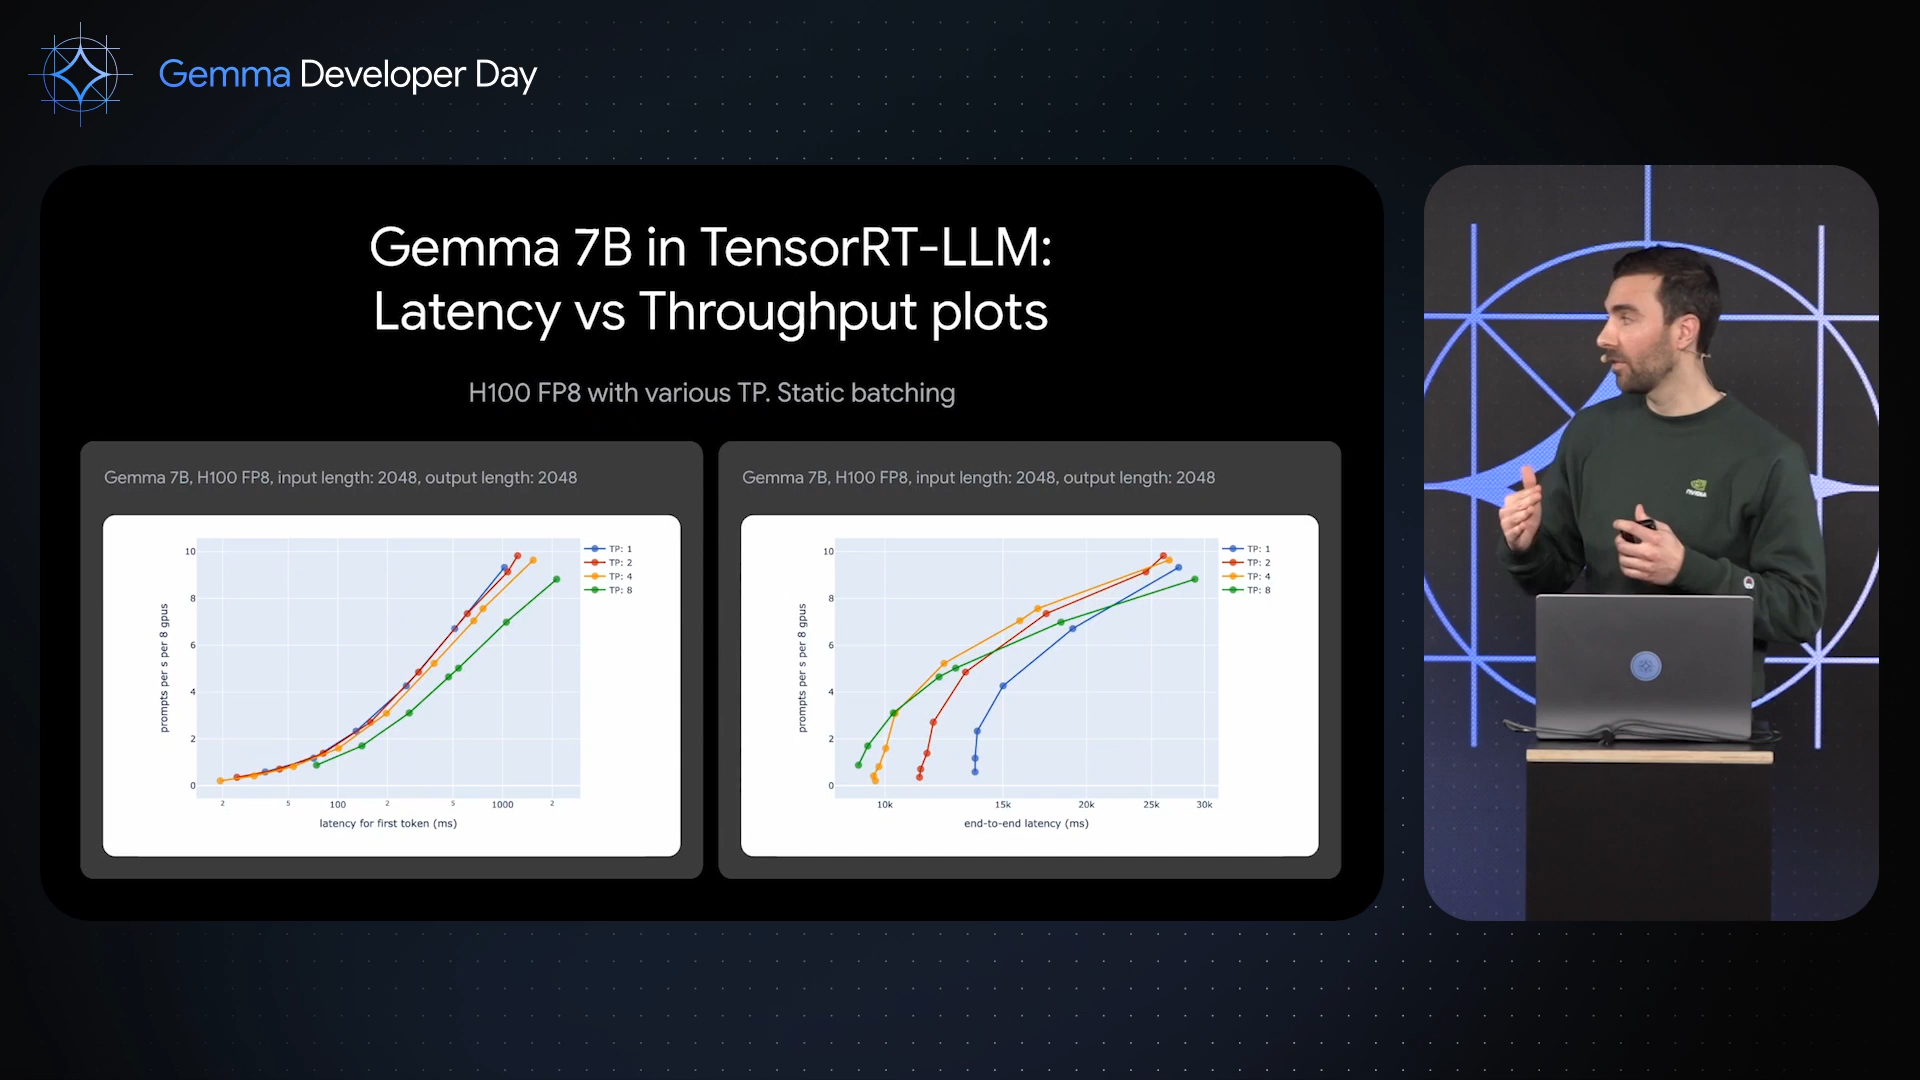 Gemma Developer Day
Gemma 7B in TensorRT-LLM:
Latency vs Throughput plots
H100 FP8 with various TP. Static batching
Gemma 7B, H100 FP8, input length: 2048, output length: 2048
10
8
6
4
2
0
prompts per s per 8 gpus
2
5
100
2
5
1000
2
latency for first token (ms)
TP: 1
TP: 2
TP: 4
TP: 8
Gemma 7B, H100 FP8, input length: 2048, output length: 2048
10
8
6
4
2
0
prompts per s per 8 gpus
10k
15k
20k
25k
30k
end-to-end latency (ms)
TP: 1
TP: 2
TP: 4
TP: 8
NVIDIA